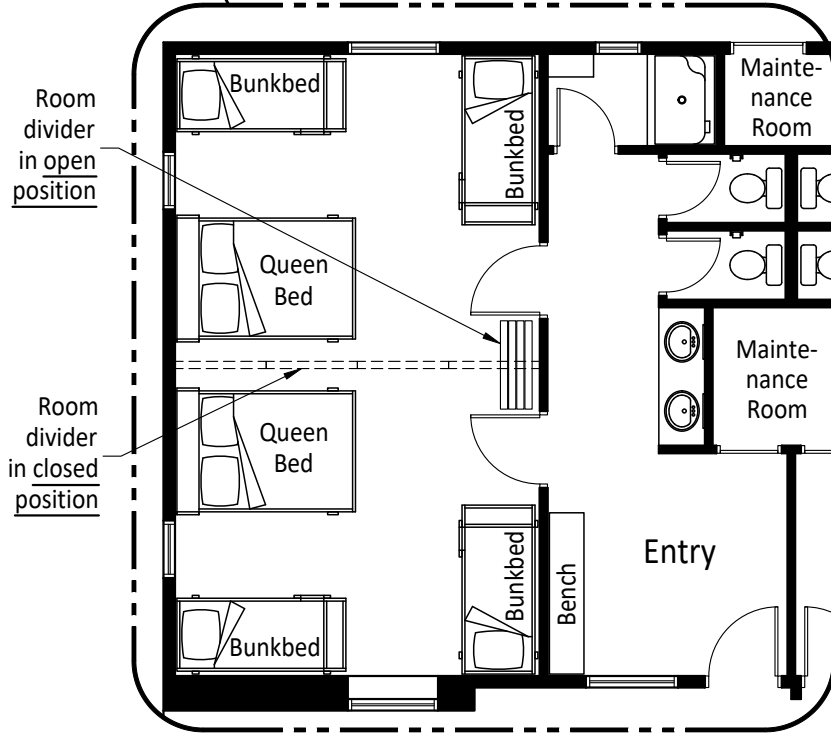 Bunkbed
Bunkbed
Mainte-
nance
Room
Room
divider
in open
position
Queen
Bed
Mainte-
nance
Room
Room
divider
in closed
position
Queen
Bed
Bunkbed
Bench
Entry
Bunkbed